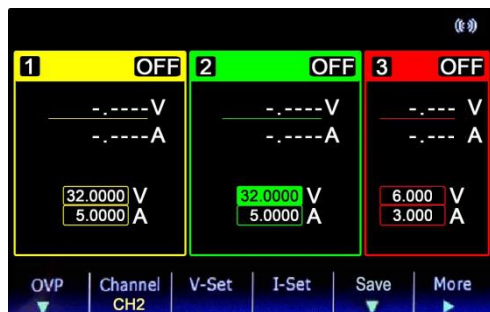 1 OFF 2 OFF 3 OFF
-.----V -.----V -.--- V
-.----A -.----A -.--- A
32.0000 V 32.0000 V 6.000 V
5.0000 A 5.0000 A 3.000 A
OVP Channel V-Set I-Set Save More
CH2